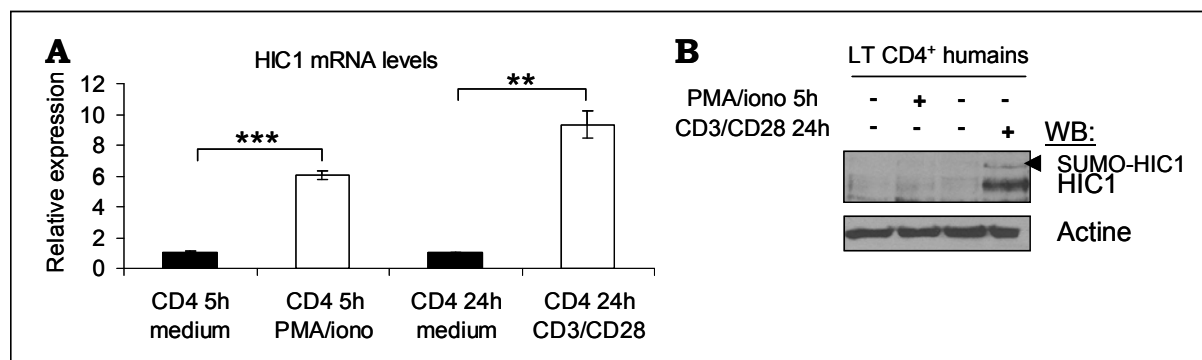 A
HIC1 mRNA levels
Relative expression
12
10
8
6
4
2
0
***
**
CD4 5h
medium
CD4 5h
PMA/iono
CD4 24h
medium
CD4 24h
CD3/CD28
B
LT CD4⁺ humains
PMA/iono 5h - + - -
CD3/CD28 24h - - - +
WB:
SUMO-HIC1
HIC1
Actine